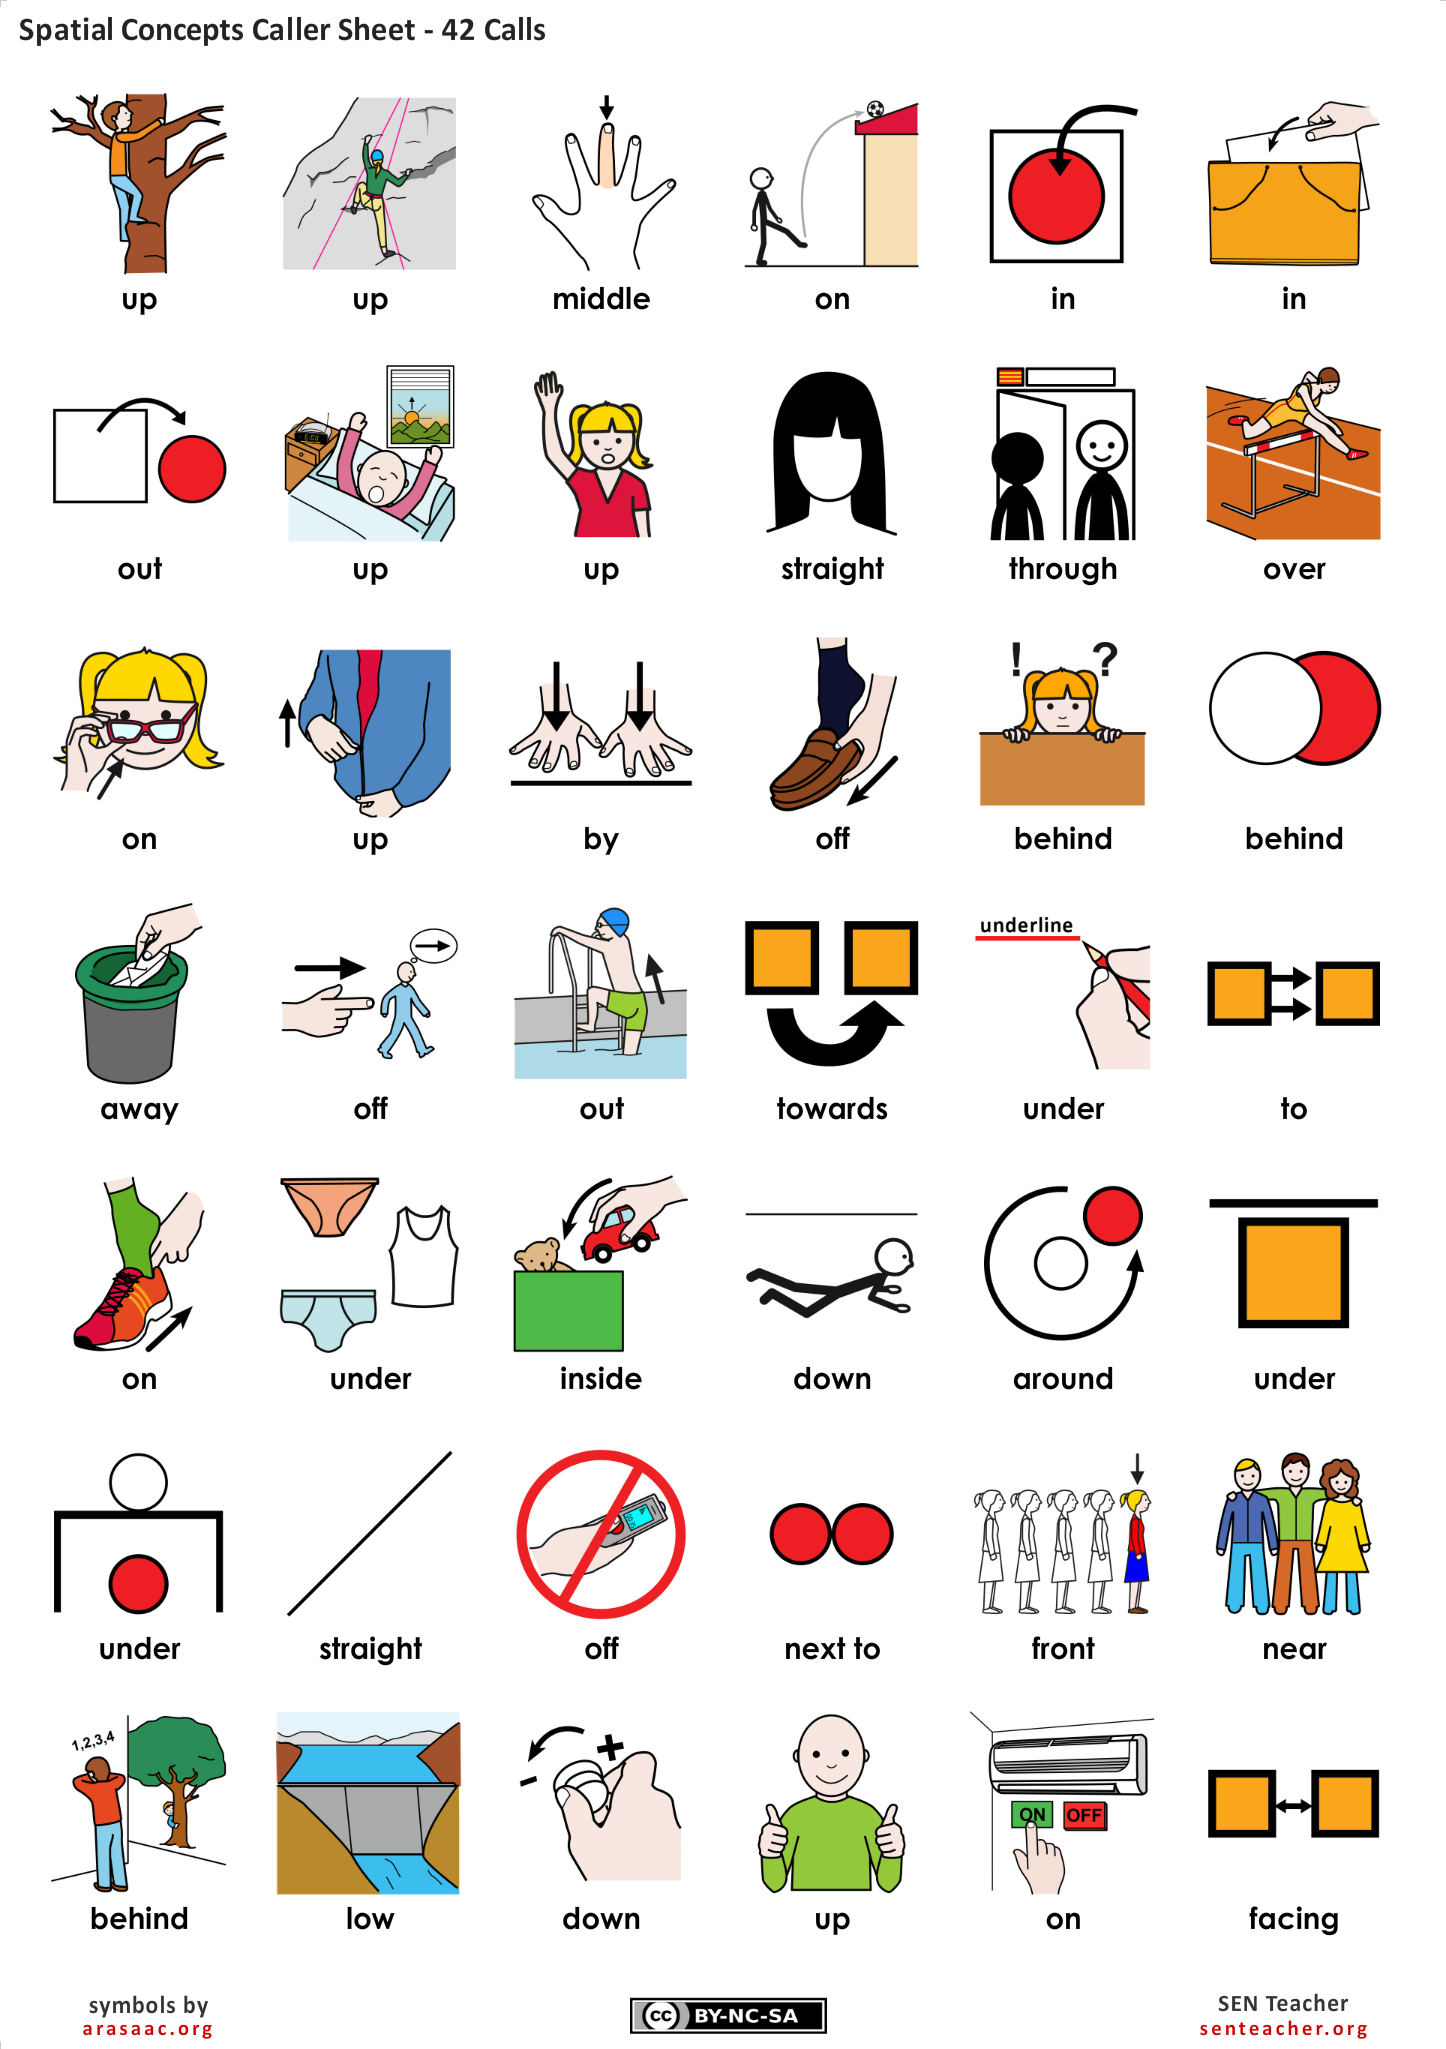 Spatial Concepts Caller Sheet - 42 Calls
up up middle on in in
out up up straight through over
! ?
on up by off behind behind
underline
away off out towards under to
on under inside down around under
under straight off next to front near
1,2,3,4
+
-
ON OFF
behind low down up on facing
symbols by
arasaac.org
cc BY-NC-SA
SEN Teacher
senteacher.org